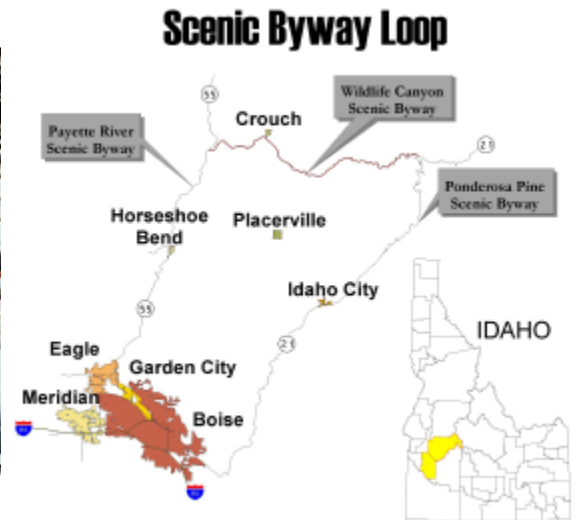 Scenic Byway Loop
55
Wildlife Canyon
Scenic Byway
Crouch
Payette River
Scenic Byway
21
Ponderosa Pine
Scenic Byway
Horseshoe
Bend
Placerville
Idaho City
55
21
IDAHO
Eagle
Garden City
Meridian
Boise